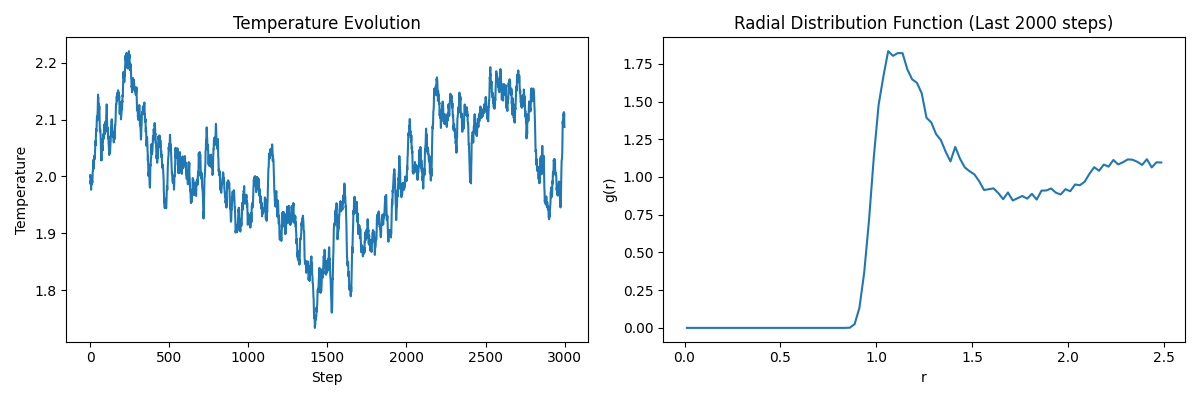 Temperature Evolution
Temperature
2.2
2.1
2.0
1.9
1.8
0 500 1000 1500 2000 2500 3000
Step
Radial Distribution Function (Last 2000 steps)
g(r)
1.75
1.50
1.25
1.00
0.75
0.50
0.25
0.00
0.0 0.5 1.0 1.5 2.0 2.5
r